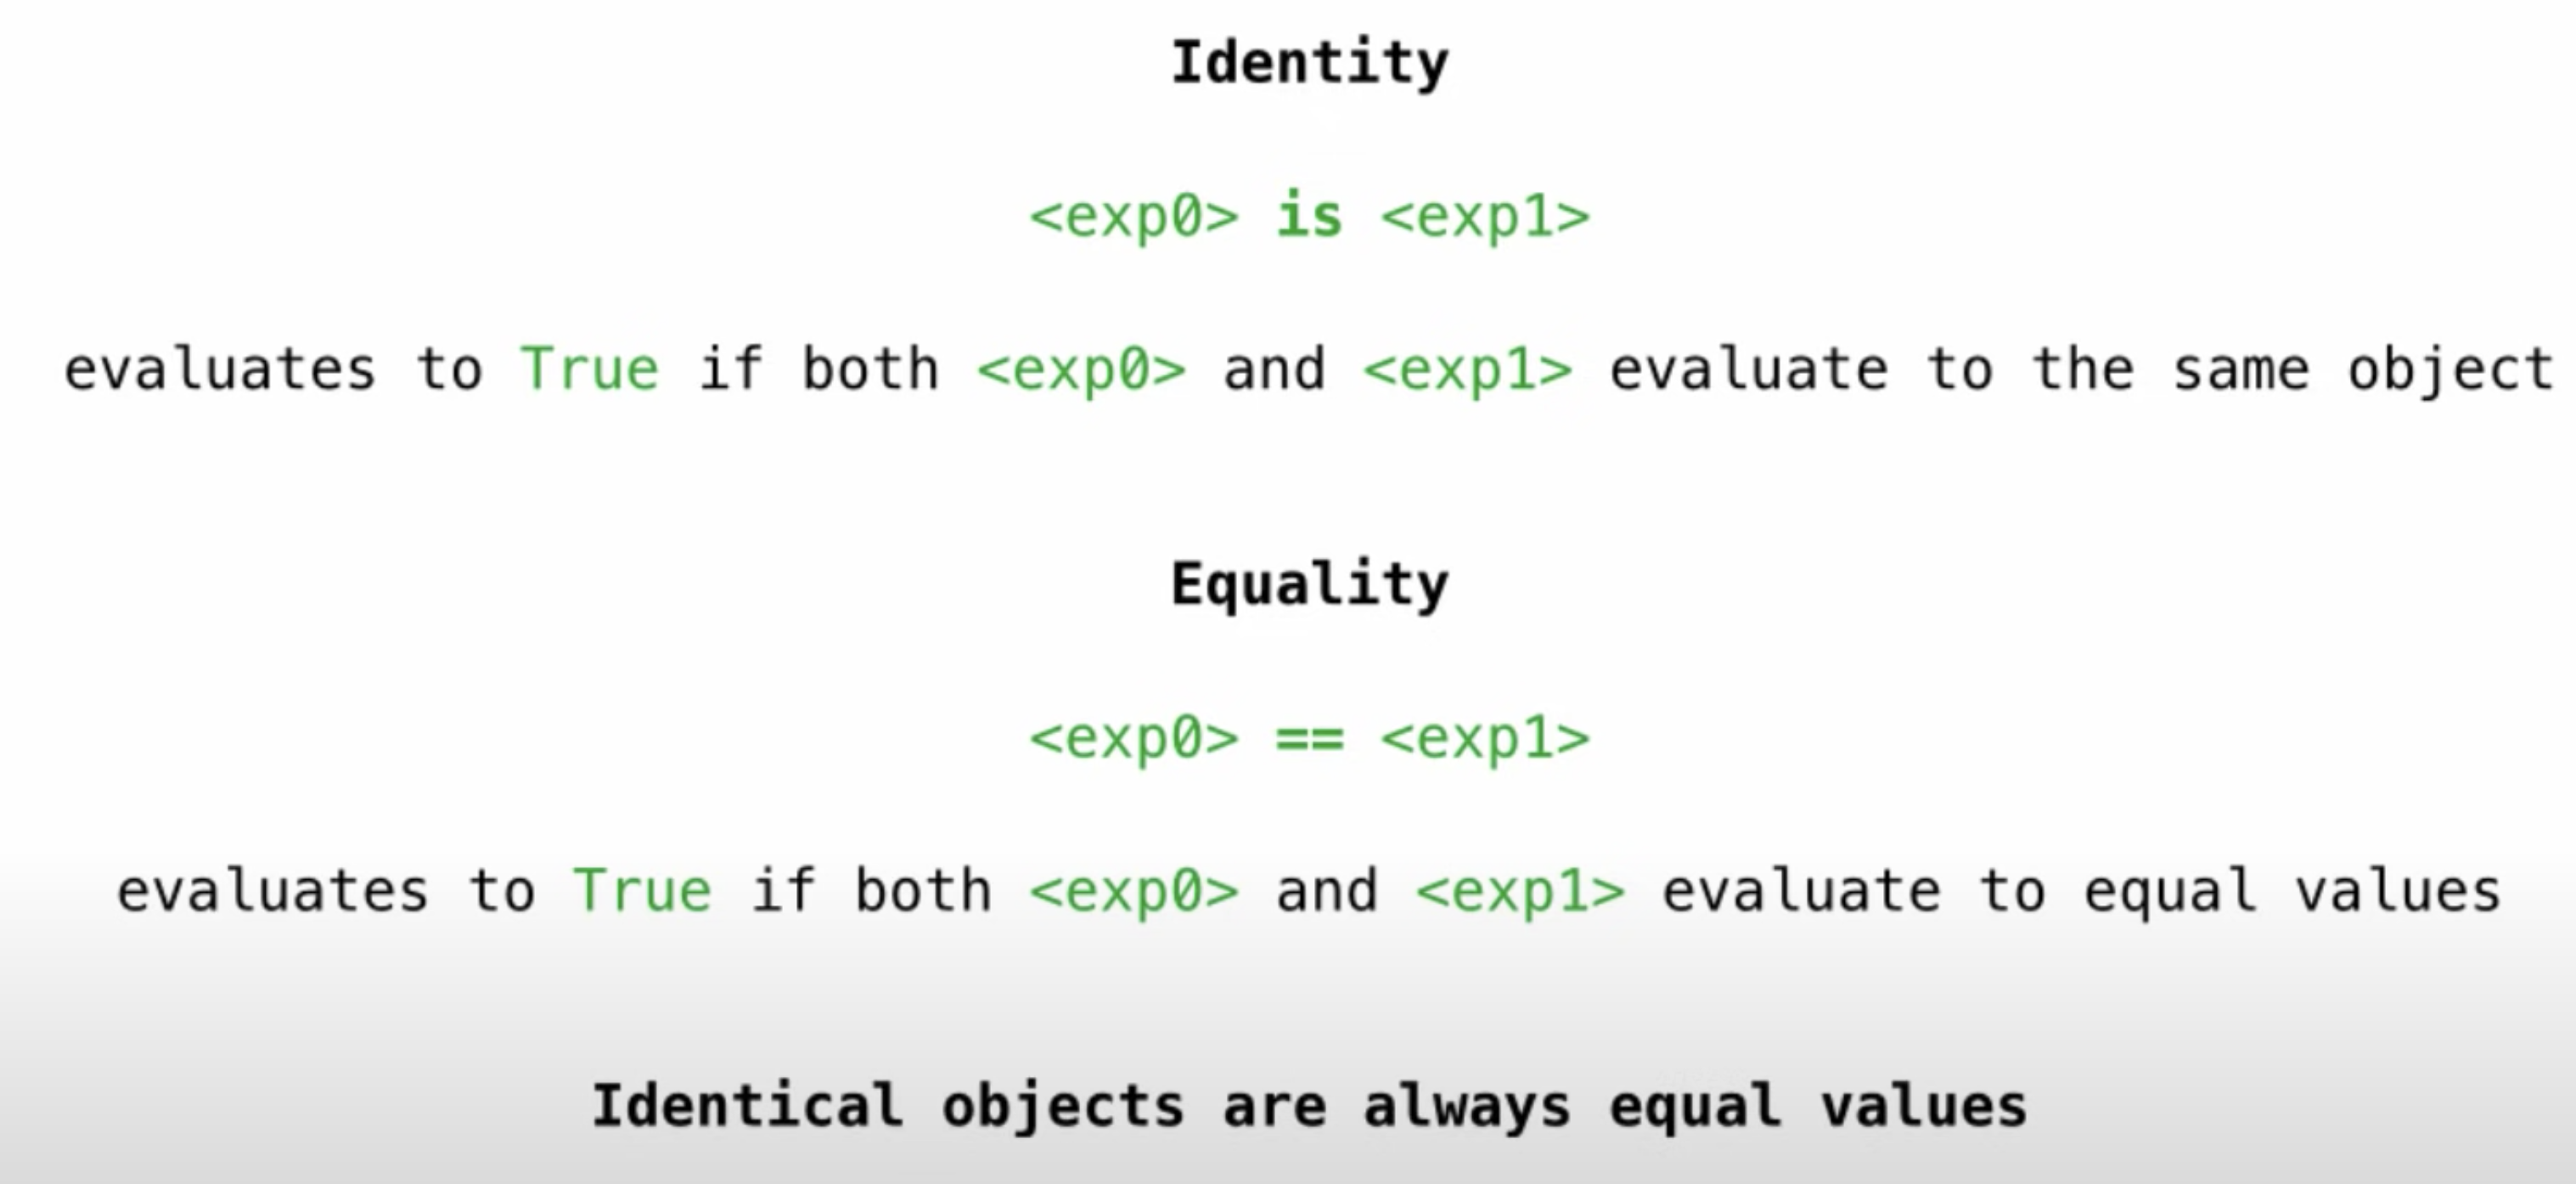 Identity
<exp0> is <exp1>
evaluates to True if both <exp0> and <exp1> evaluate to the same object
Equality
<exp0> == <exp1>
evaluates to True if both <exp0> and <exp1> evaluate to equal values
Identical objects are always equal values